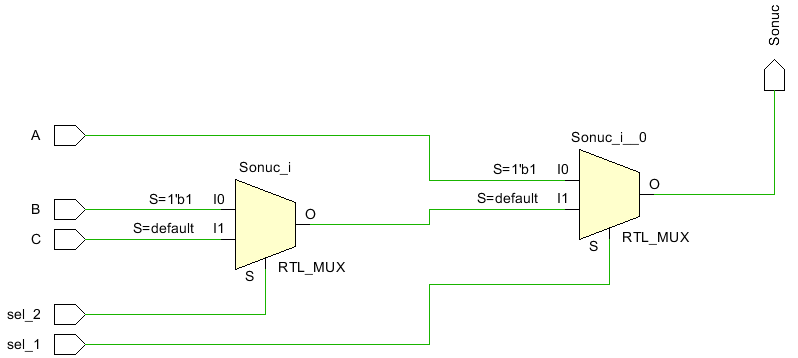 Sonuc
A
Sonuc_i__0
S=1'b1 I0
Sonuc_i
O
S=1'b1 I0
S=default I1
B
O
C
S=default I1
S
RTL_MUX
RTL_MUX
S
sel_2
sel_1